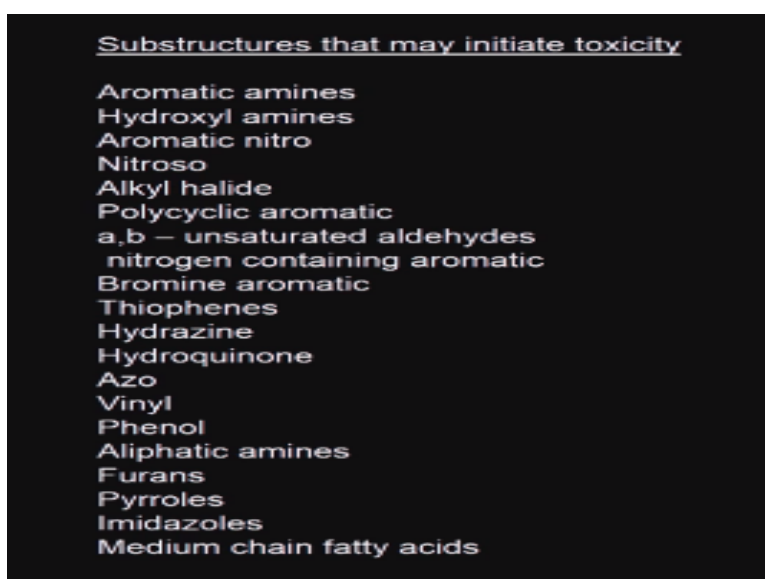 Substructures that may initiate toxicity
Aromatic amines
Hydroxyl amines
Aromatic nitro
Nitroso
Alkyl halide
Polycyclic aromatic
a,b – unsaturated aldehydes
nitrogen containing aromatic
Bromine aromatic
Thiophenes
Hydrazine
Hydroquinone
Azo
Vinyl
Phenol
Aliphatic amines
Furans
Pyrroles
Imidazoles
Medium chain fatty acids